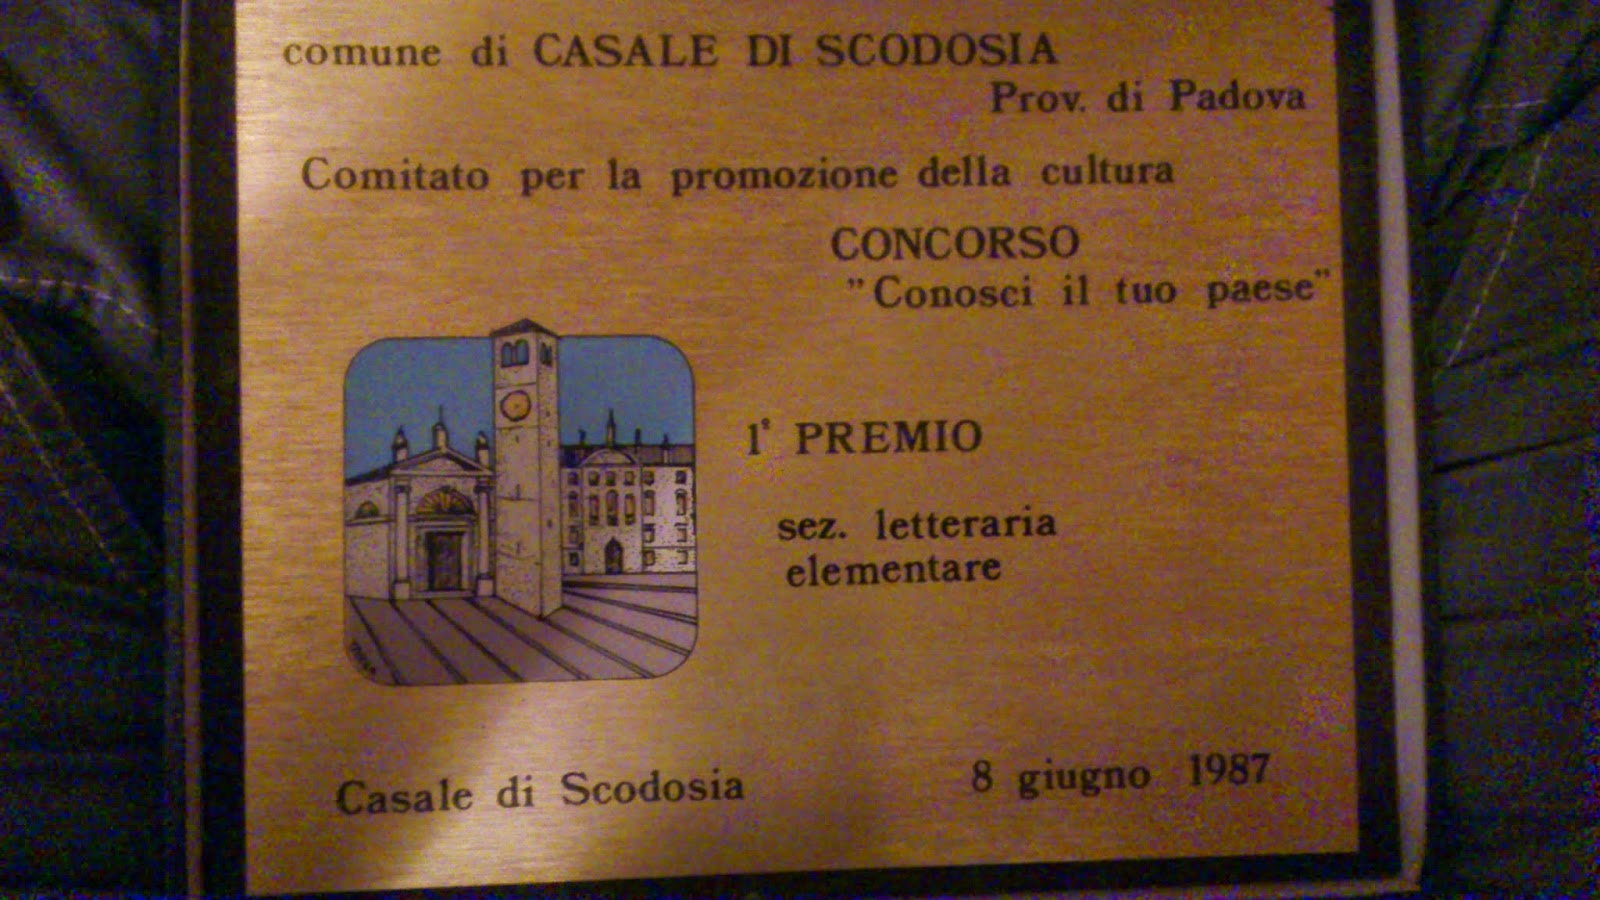 comune di CASALE DI SCODOSIA
Prov. di Padova
Comitato per la promozione della cultura
CONCORSO
"Conosci il tuo paese"
1° PREMIO
sez. letteraria
elementare
Casale di Scodosia
8 giugno 1987